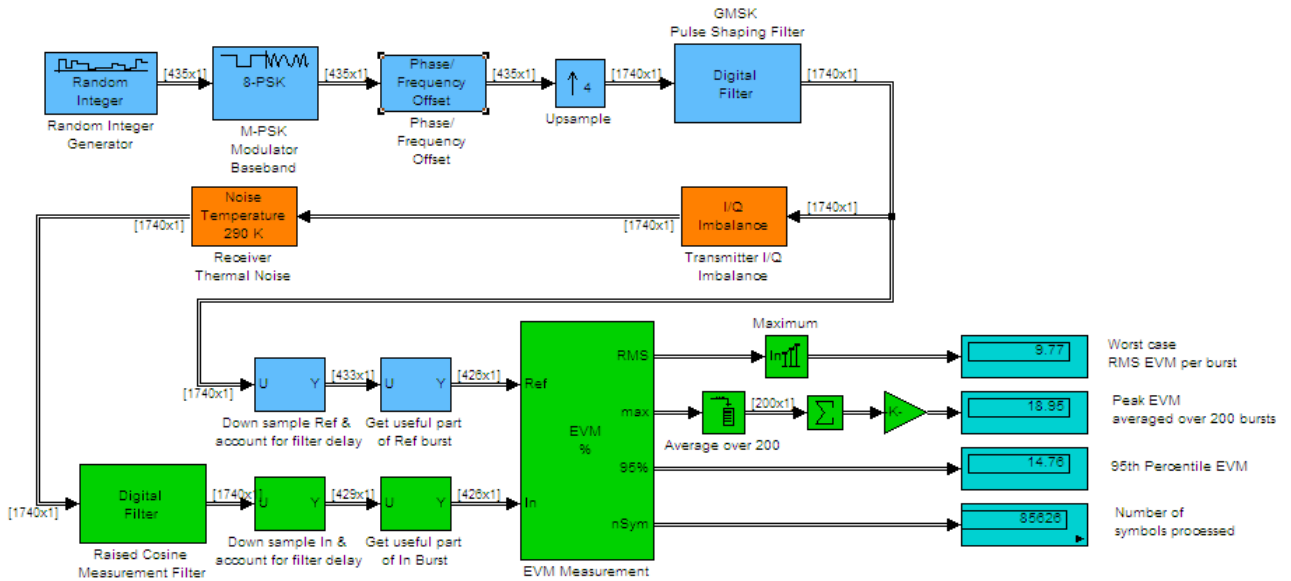 GMSK
Pulse Shaping Filter
Random
Integer
[435x1]
8-PSK
[435x1]
Phase/
Frequency
Offset
[435x1]
4
[1740x1]
Digital
Filter
[1740x1]
Random Integer
Generator
M-PSK
Modulator
Baseband
Phase/
Frequency
Offset
Upsample
[1740x1]
Noise
Temperature
290 K
[1740x1]
I/Q
Imbalance
[1740x1]
Receiver
Thermal Noise
Transmitter I/Q
Imbalance
[1740x1]
U Y
[433x1]
U Y
[426x1]
Down sample Ref &
account for filter delay
Get useful part
of Ref burst
Ref
In
EVM
%
RMS
max
95%
nSym
EVM Measurement
Maximum
In
9.77
Worst case
RMS EVM per burst
[200x1]
Average over 200
-K-
18.95
Peak EVM
averaged over 200 bursts
14.76
95th Percentile EVM
85626
Number of
symbols processed
[1740x1]
Digital
Filter
[1740x1]
U Y
[429x1]
U Y
[426x1]
Raised Cosine
Measurement Filter
Down sample In &
account for filter delay
Get useful part
of In Burst